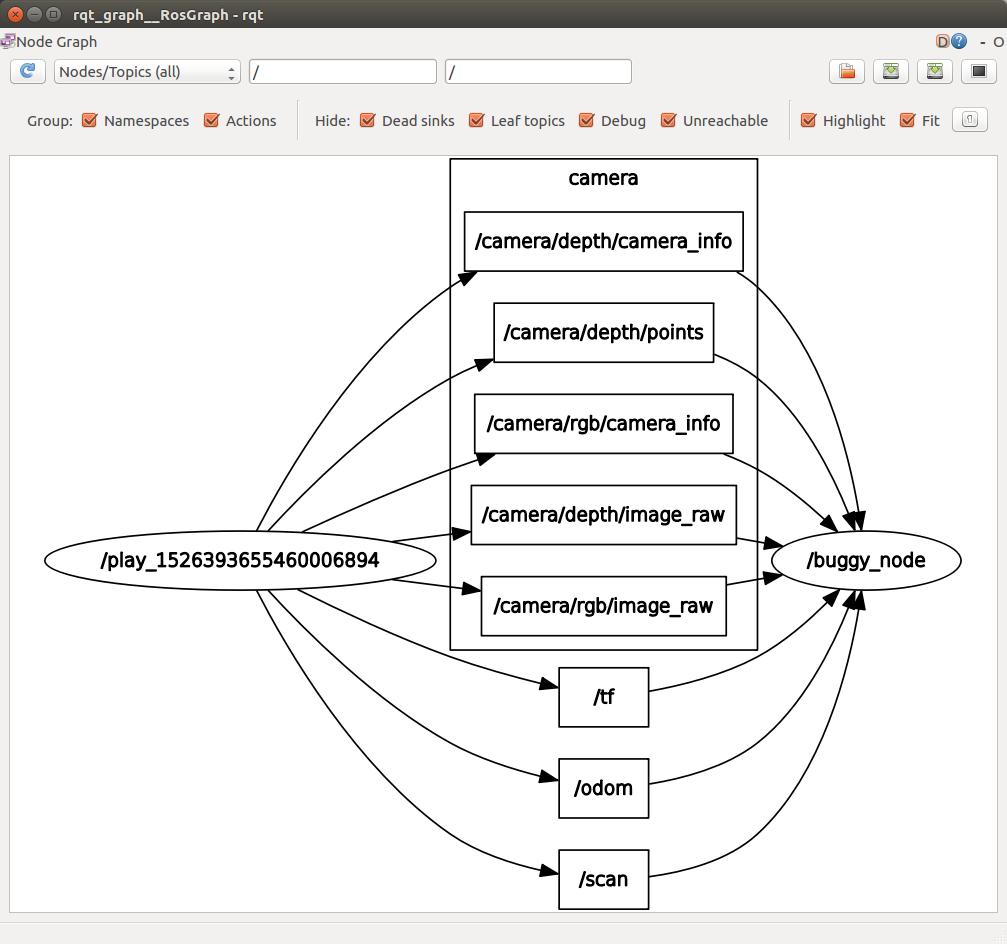 rqt_graph__RosGraph - rqt
Node Graph
D ? - O
Nodes/Topics (all) / /
Group: Namespaces Actions Hide: Dead sinks Leaf topics Debug Unreachable Highlight Fit
camera
/camera/depth/camera_info
/camera/depth/points
/camera/rgb/camera_info
/camera/depth/image_raw
/play_1526393655460006894
/buggy_node
/camera/rgb/image_raw
/tf
/odom
/scan